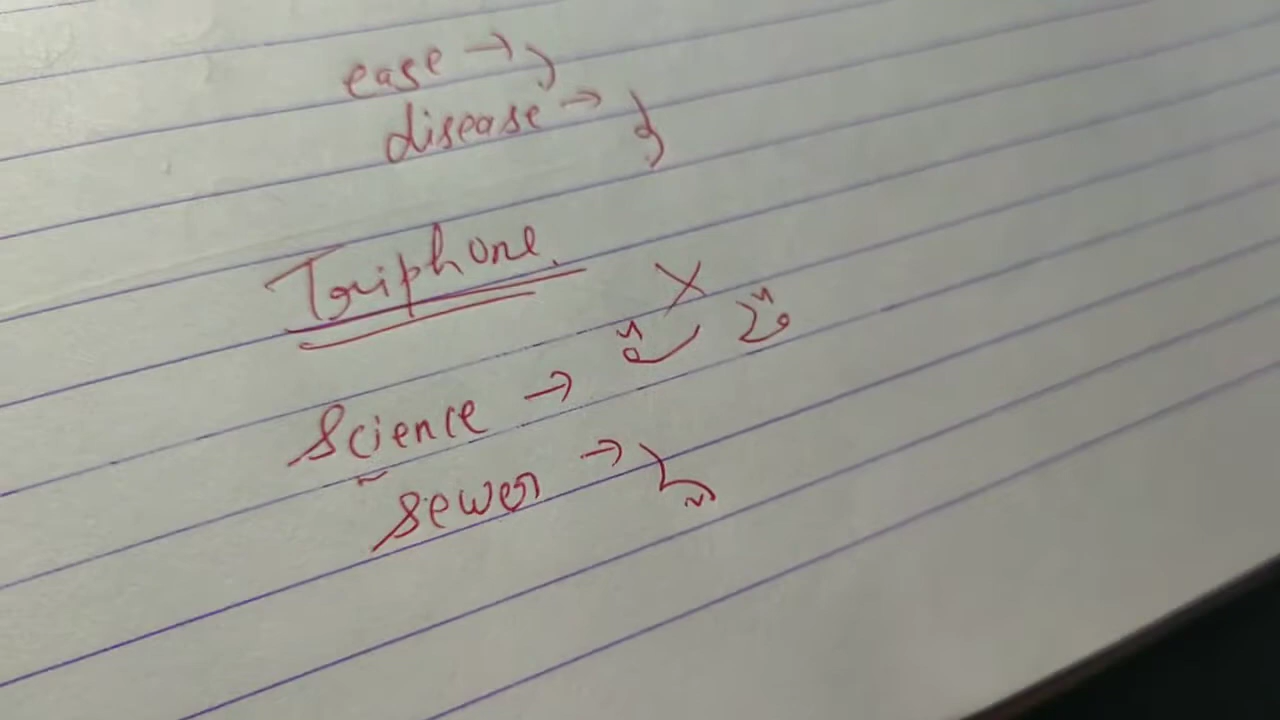 ease →
disease →
Triphone.
Science → X
sewer →